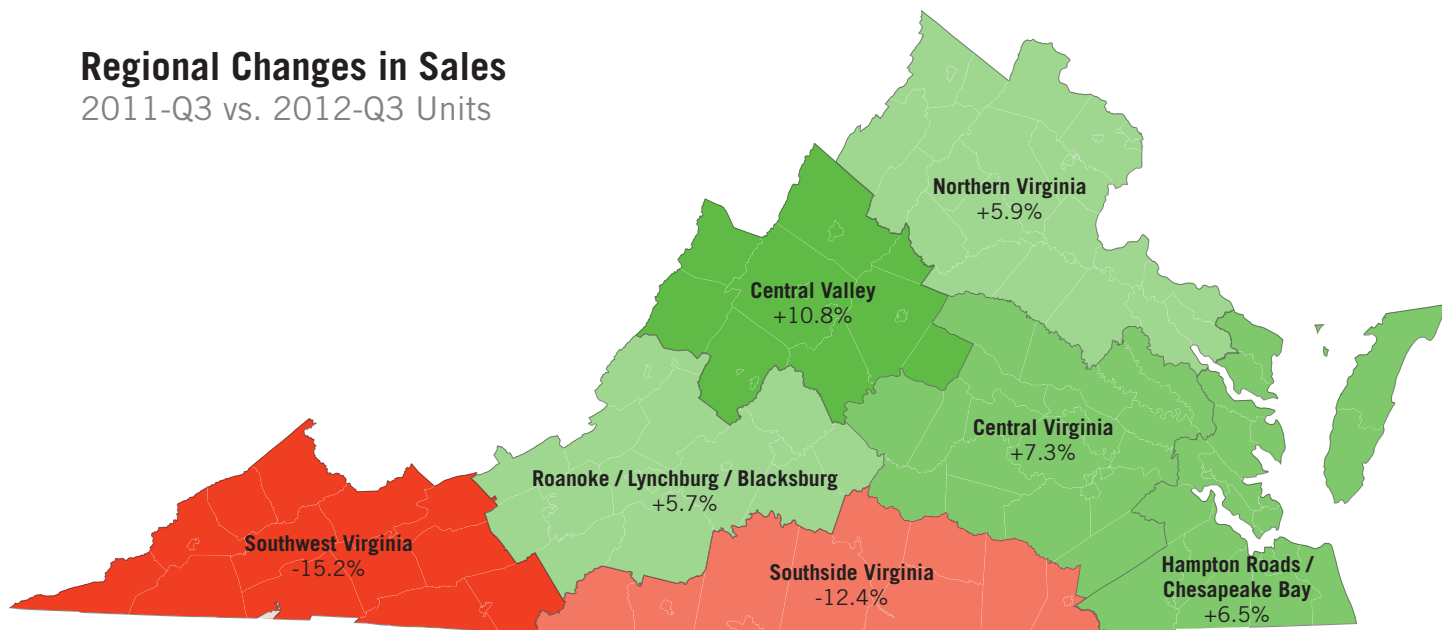 Regional Changes in Sales
2011-Q3 vs. 2012-Q3 Units
Northern Virginia
+5.9%
Central Valley
+10.8%
Central Virginia
+7.3%
Roanoke / Lynchburg / Blacksburg
+5.7%
Southwest Virginia
-15.2%
Southside Virginia
-12.4%
Hampton Roads /
Chesapeake Bay
+6.5%